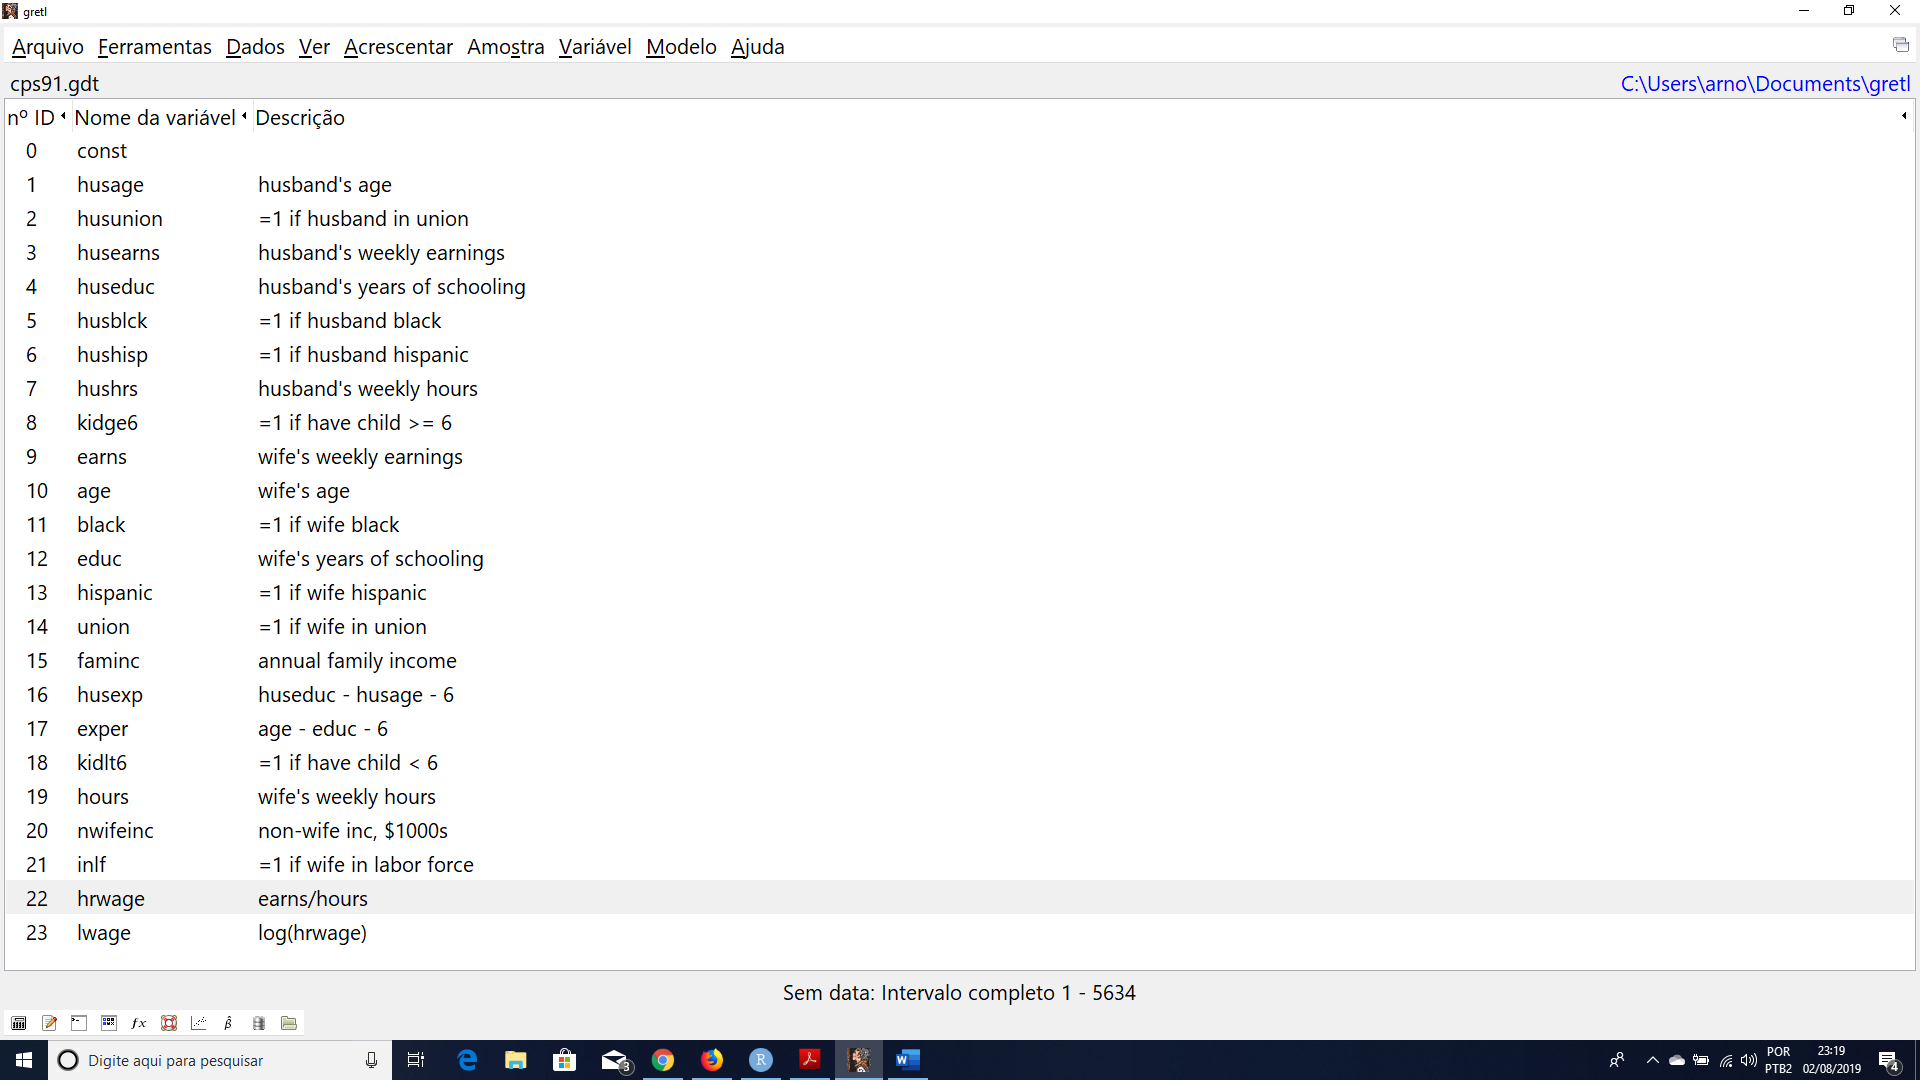 gretl
Arquivo Ferramentas Dados Ver Acrescentar Amostra Variável Modelo Ajuda
cps91.gdt C:\Users\arno\Documents\gretl
nº ID Nome da variável Descrição
0 const
1 husage husband's age
2 husunion =1 if husband in union
3 husearns husband's weekly earnings
4 huseduc husband's years of schooling
5 husblck =1 if husband black
6 hushisp =1 if husband hispanic
7 hushrs husband's weekly hours
8 kidge6 =1 if have child >= 6
9 earns wife's weekly earnings
10 age wife's age
11 black =1 if wife black
12 educ wife's years of schooling
13 hispanic =1 if wife hispanic
14 union =1 if wife in union
15 faminc annual family income
16 husexp huseduc - husage - 6
17 exper age - educ - 6
18 kidlt6 =1 if have child < 6
19 hours wife's weekly hours
20 nwifeinc non-wife inc, $1000s
21 inlf =1 if wife in labor force
22 hrwage earns/hours
23 lwage log(hrwage)
Sem data: Intervalo completo 1 - 5634
fx β̂
Digite aqui para pesquisar 3 R W POR 23:19 4
PTB2 02/08/2019